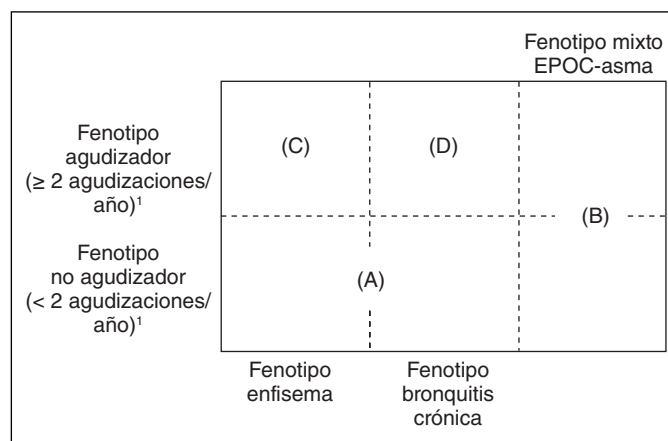 Fenotipo mixto
EPOC-asma
Fenotipo
agudizador
(≥ 2 agudizaciones/
año)¹
(C)
(D)
(B)
Fenotipo
no agudizador
(< 2 agudizaciones/
año)¹
(A)
Fenotipo
enfisema
Fenotipo
bronquitis
crónica